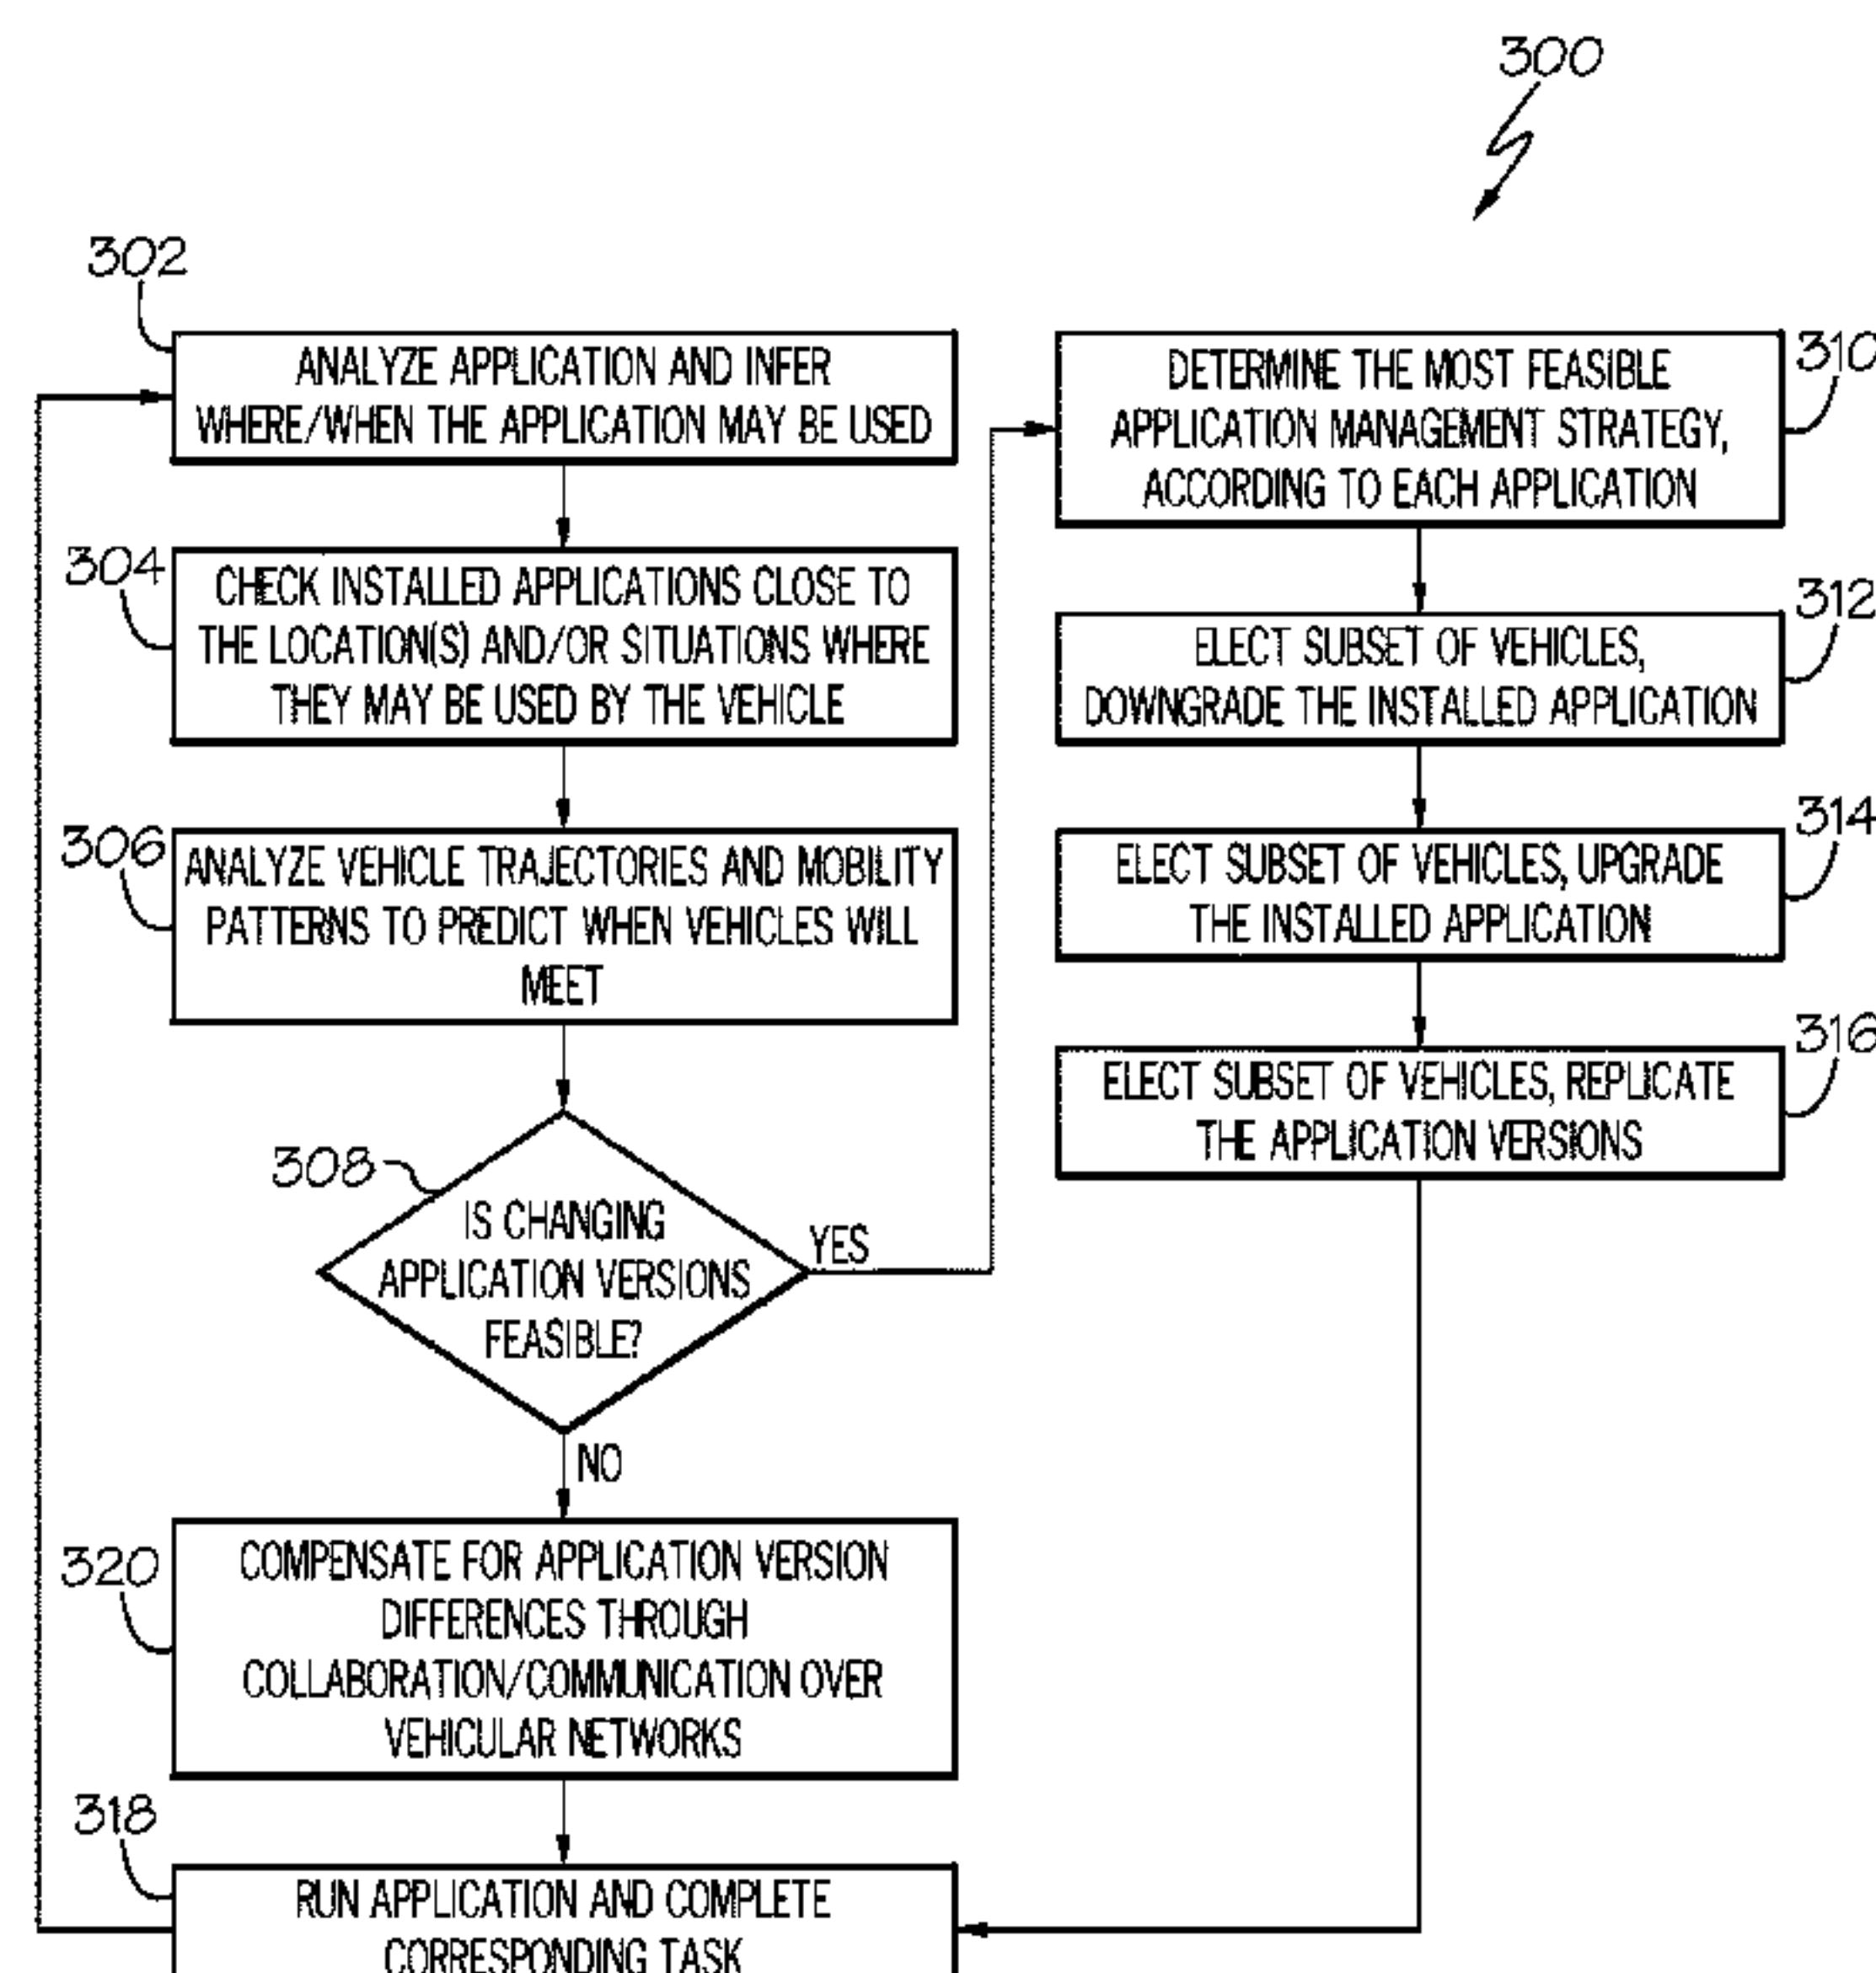 300
302
ANALYZE APPLICATION AND INFER
WHERE/WHEN THE APPLICATION MAY BE USED
304
CHECK INSTALLED APPLICATIONS CLOSE TO
THE LOCATION(S) AND/OR SITUATIONS WHERE
THEY MAY BE USED BY THE VEHICLE
306
ANALYZE VEHICLE TRAJECTORIES AND MOBILITY
PATTERNS TO PREDICT WHEN VEHICLES WILL
MEET
308
IS CHANGING
APPLICATION VERSIONS
FEASIBLE?
YES
NO
310
DETERMINE THE MOST FEASIBLE
APPLICATION MANAGEMENT STRATEGY,
ACCORDING TO EACH APPLICATION
312
ELECT SUBSET OF VEHICLES,
DOWNGRADE THE INSTALLED APPLICATION
314
ELECT SUBSET OF VEHICLES, UPGRADE
THE INSTALLED APPLICATION
316
ELECT SUBSET OF VEHICLES, REPLICATE
THE APPLICATION VERSIONS
320
COMPENSATE FOR APPLICATION VERSION
DIFFERENCES THROUGH
COLLABORATION/COMMUNICATION OVER
VEHICULAR NETWORKS
318
RUN APPLICATION AND COMPLETE
CORRESPONDING TASK